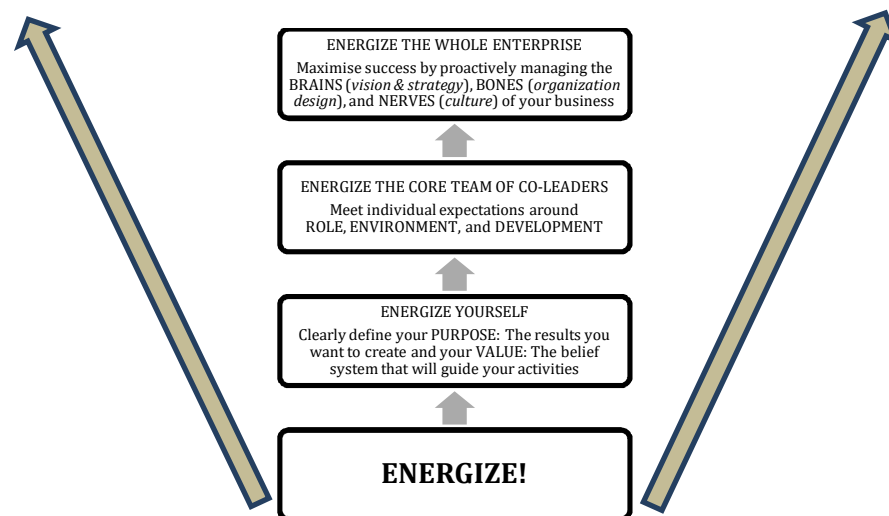 ENERGIZE THE WHOLE ENTERPRISE
Maximise success by proactively managing the
BRAINS (vision & strategy), BONES (organization
design), and NERVES (culture) of your business
ENERGIZE THE CORE TEAM OF CO-LEADERS
Meet individual expectations around
ROLE, ENVIRONMENT, and DEVELOPMENT
ENERGIZE YOURSELF
Clearly define your PURPOSE: The results you
want to create and your VALUE: The belief
system that will guide your activities
ENERGIZE!